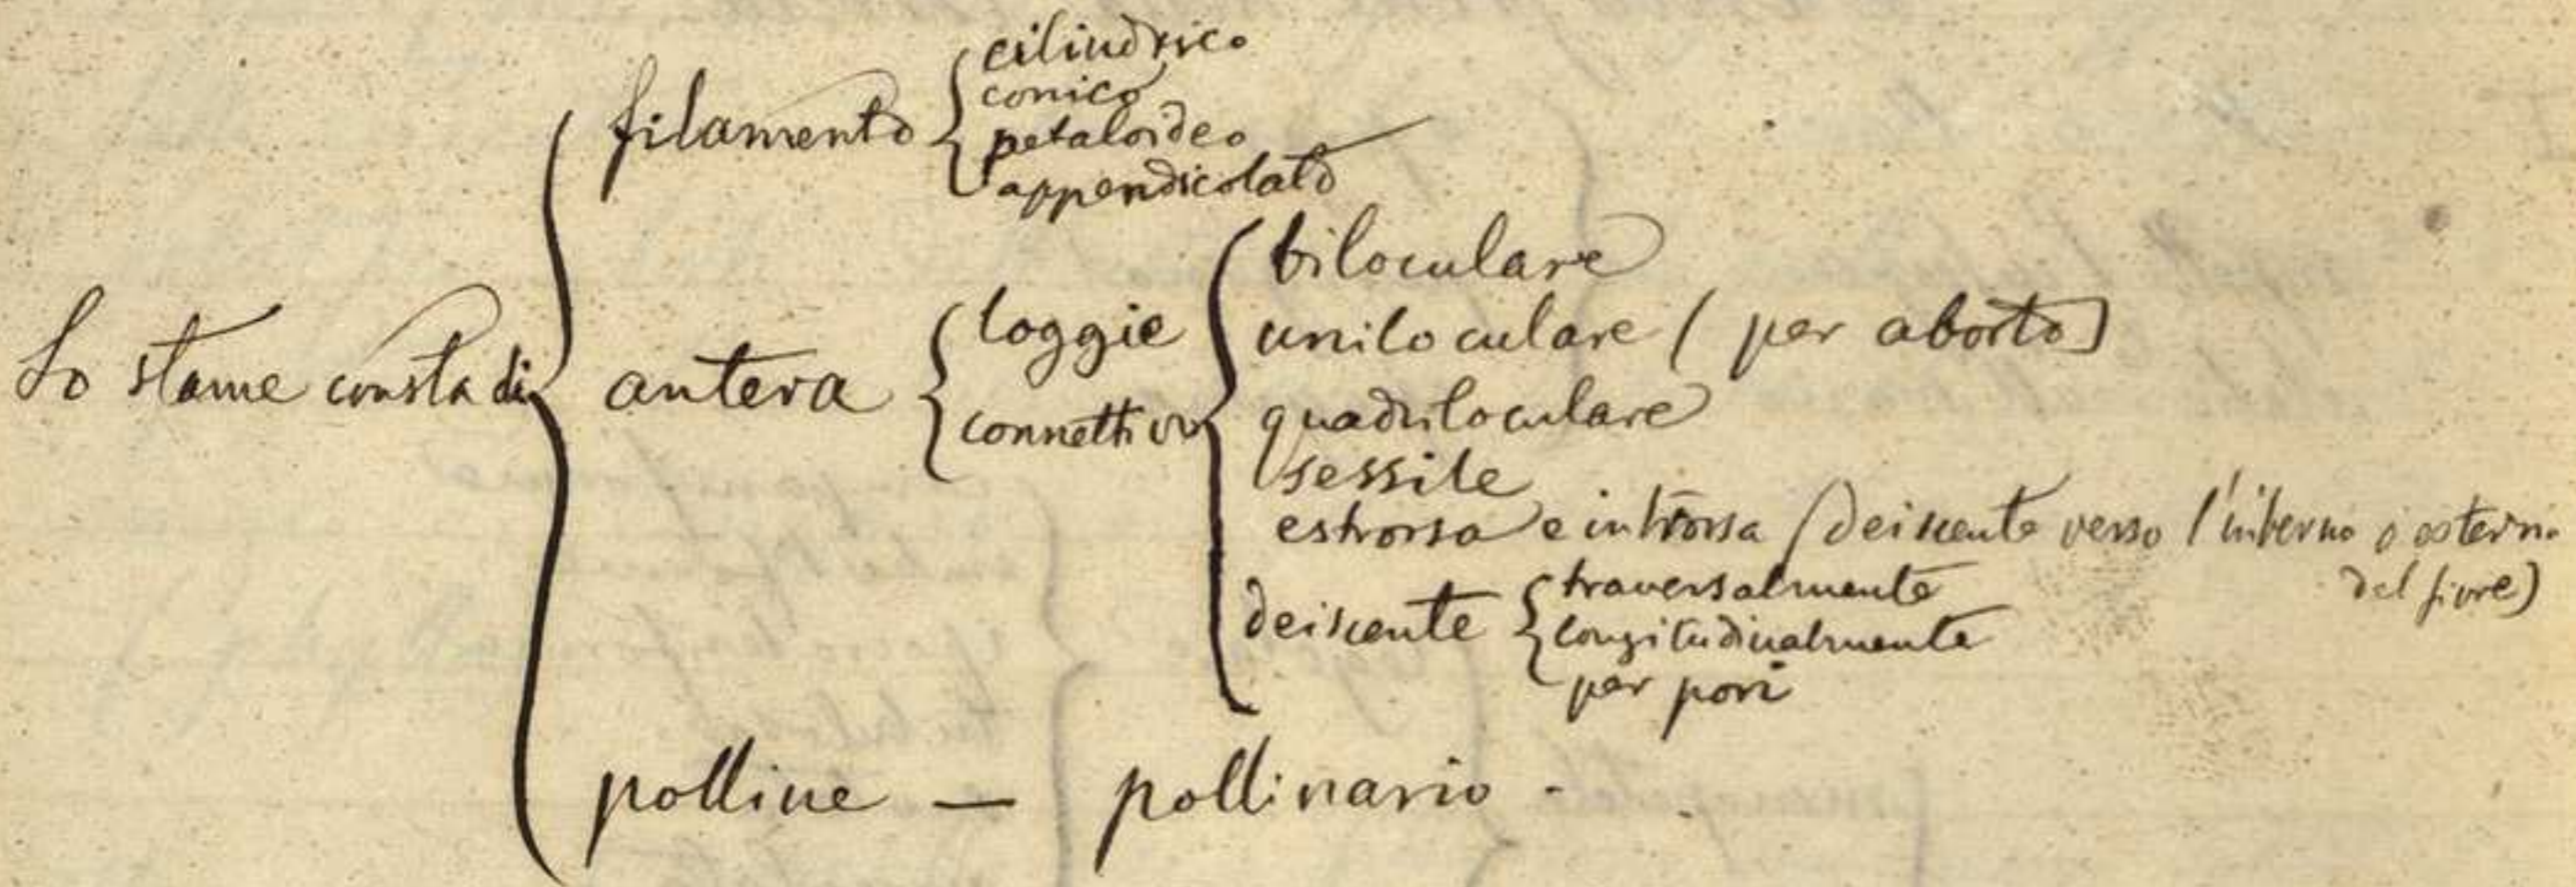 cilindrico
conico
filamento petaloideo
appendicolato
biloculare
loggie uniloculare (per aborto)
Lo stame consta di antera
connettivo quadriloculare
sessile
estrorsa e introrsa (deiscente verso l'interno o esterno
del fiore)
traversalmente
deiscente longitudinalmente
per pori
polline — pollinario -